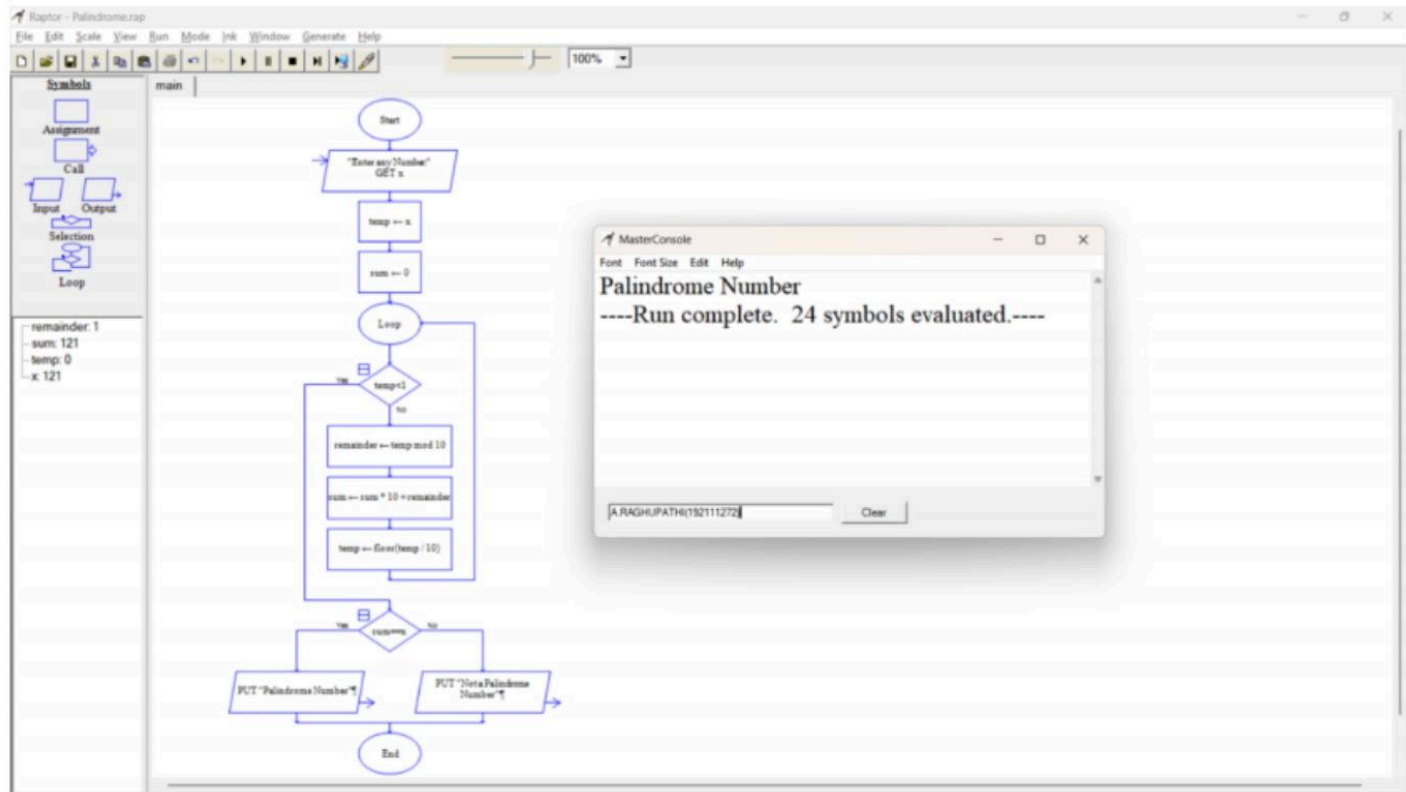 Raptor - Palindrome.rap
File Edit Scale View Run Mode Ink Window Generate Help
100%
Symbols
Assignment
Call
Input Output
Selection
Loop
remainder: 1
sum: 121
temp: 0
x: 121
main
Start
"Enter any Number:"
GET x
temp ← x
sum ← 0
Loop
Yes
temp<1
No
remainder ← temp mod 10
sum ← sum * 10 + remainder
temp ← floor(temp / 10)
Yes
sum==x
No
PUT "Palindrome Number"¶
PUT "Not a Palindrome
Number"¶
End
MasterConsole
Font Font Size Edit Help
Palindrome Number
----Run complete.  24 symbols evaluated.----
A.RAGHUPATHI(192111272)
Clear